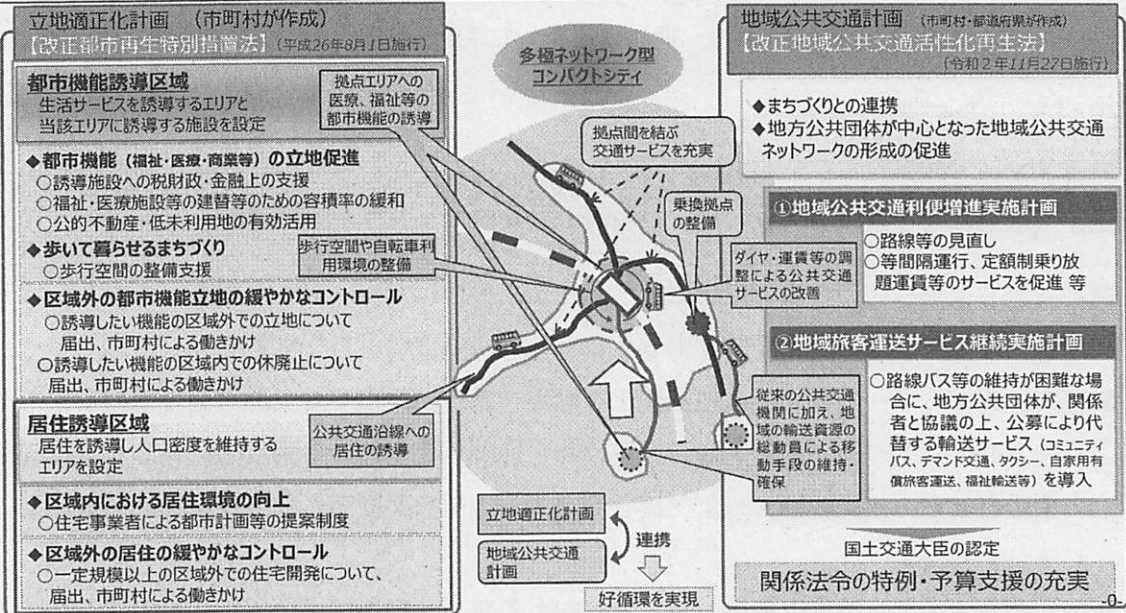 立地適正化計画　（市町村が作成）
【改正都市再生特別措置法】（平成26年8月1日施行）
都市機能誘導区域
生活サービスを誘導するエリアと
当該エリアに誘導する施設を設定
◆都市機能（福祉・医療・商業等）の立地促進
○誘導施設への税財政・金融上の支援
○福祉・医療施設等の建替等のための容積率の緩和
○公的不動産・低未利用地の有効活用
◆歩いて暮らせるまちづくり
○歩行空間の整備支援
◆区域外の都市機能立地の緩やかなコントロール
○誘導したい機能の区域外での立地について
届出、市町村による働きかけ
○誘導したい機能の区域内での休廃止について
届出、市町村による働きかけ
居住誘導区域
居住を誘導し人口密度を維持する
エリアを設定
◆区域内における居住環境の向上
○住宅事業者による都市計画等の提案制度
◆区域外の居住の緩やかなコントロール
○一定規模以上の区域外での住宅開発について、
届出、市町村による働きかけ
拠点エリアへの
医療、福祉等の
都市機能の誘導
歩行空間や自転車利
用環境の整備
公共交通沿線への
居住の誘導
多極ネットワーク型
コンパクトシティ
拠点間を結ぶ
交通サービスを充実
乗換拠点
の整備
ダイヤ・運賃等の調
整による公共交通
サービスの改善
従来の公共交通
機関に加え、地
域の輸送資源の
総動員による移
動手段の維持・
確保
立地適正化計画
地域公共交通
計画
連携
好循環を実現
地域公共交通計画　（市町村・都道府県が作成）
【改正地域公共交通活性化再生法】
（令和２年11月27日施行）
◆まちづくりとの連携
◆地方公共団体が中心となった地域公共交通
ネットワークの形成の促進
①地域公共交通利便増進実施計画
○路線等の見直し
○等間隔運行、定額制乗り放
題運賃等のサービスを促進 等
②地域旅客運送サービス継続実施計画
○路線バス等の維持が困難な場
合に、地方公共団体が、関係
者と協議の上、公募により代
替する輸送サービス（コミュニティ
バス、デマンド交通、タクシー、自家用有
償旅客運送、福祉輸送等）を導入
国土交通大臣の認定
関係法令の特例・予算支援の充実
-0-